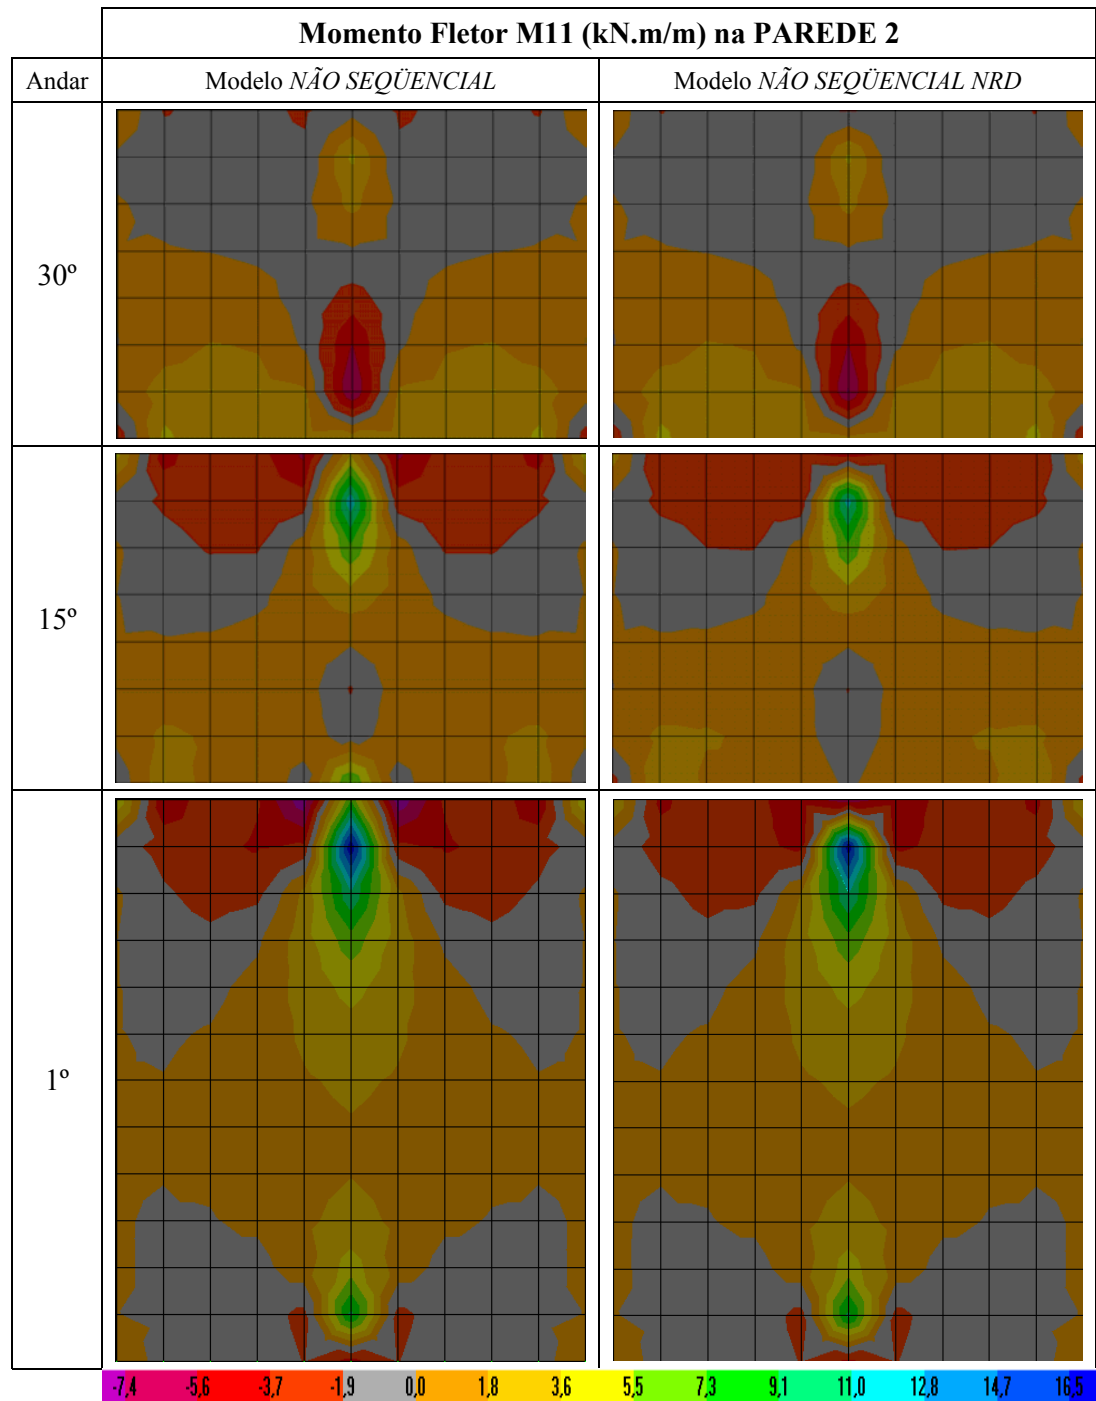 Momento Fletor M11 (kN.m/m) na PAREDE 2
Andar Modelo NÃO SEQÜENCIAL Modelo NÃO SEQÜENCIAL NRD
30º
15º
1º
-7,4 -5,6 -3,7 -1,9 0,0 1,8 3,6 5,5 7,3 9,1 11,0 12,8 14,7 16,5